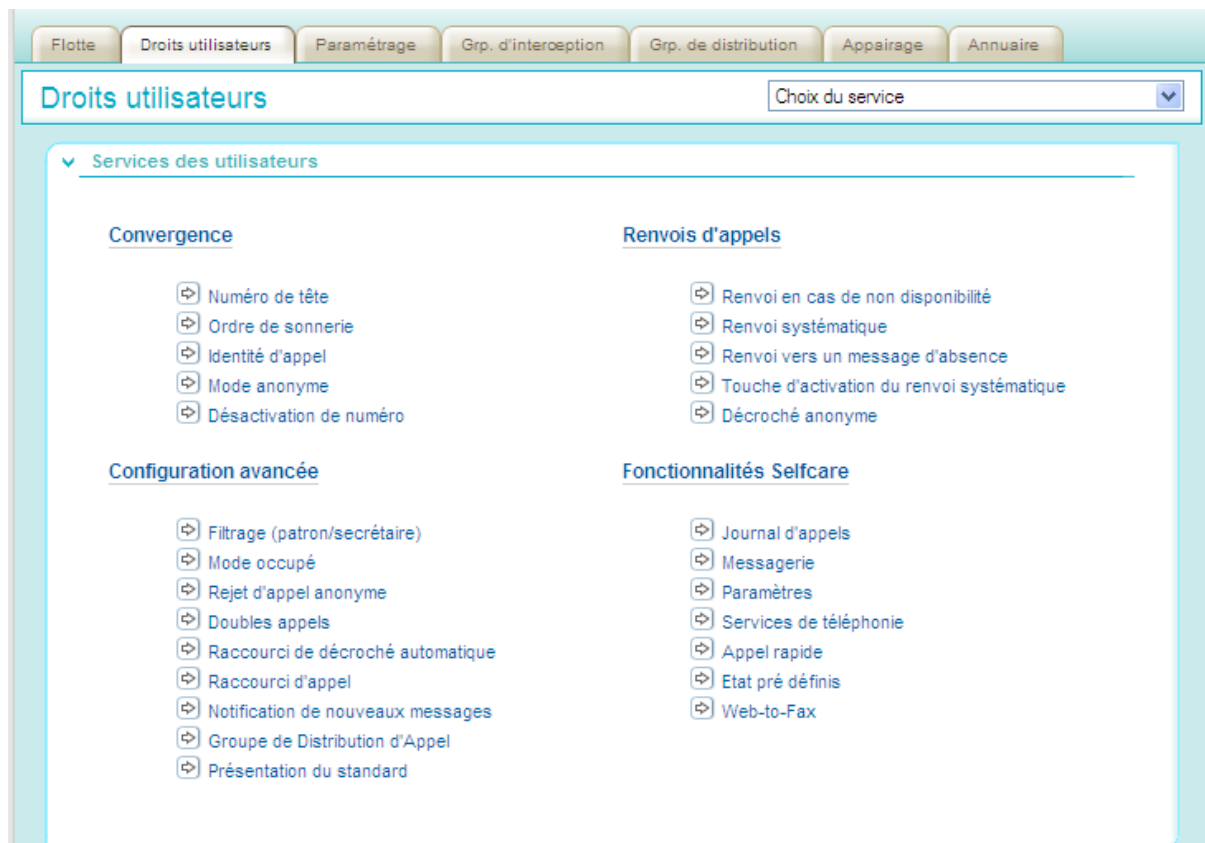 Flotte
Droits utilisateurs
Paramétrage
Grp. d'interception
Grp. de distribution
Appairage
Annuaire
Droits utilisateurs
Choix du service
Services des utilisateurs
Convergence
Numéro de tête
Ordre de sonnerie
Identité d'appel
Mode anonyme
Désactivation de numéro
Renvois d'appels
Renvoi en cas de non disponibilité
Renvoi systématique
Renvoi vers un message d'absence
Touche d'activation du renvoi systématique
Décroché anonyme
Configuration avancée
Filtrage (patron/secrétaire)
Mode occupé
Rejet d'appel anonyme
Doubles appels
Raccourci de décroché automatique
Raccourci d'appel
Notification de nouveaux messages
Groupe de Distribution d'Appel
Présentation du standard
Fonctionnalités Selfcare
Journal d'appels
Messagerie
Paramètres
Services de téléphonie
Appel rapide
Etat pré définis
Web-to-Fax